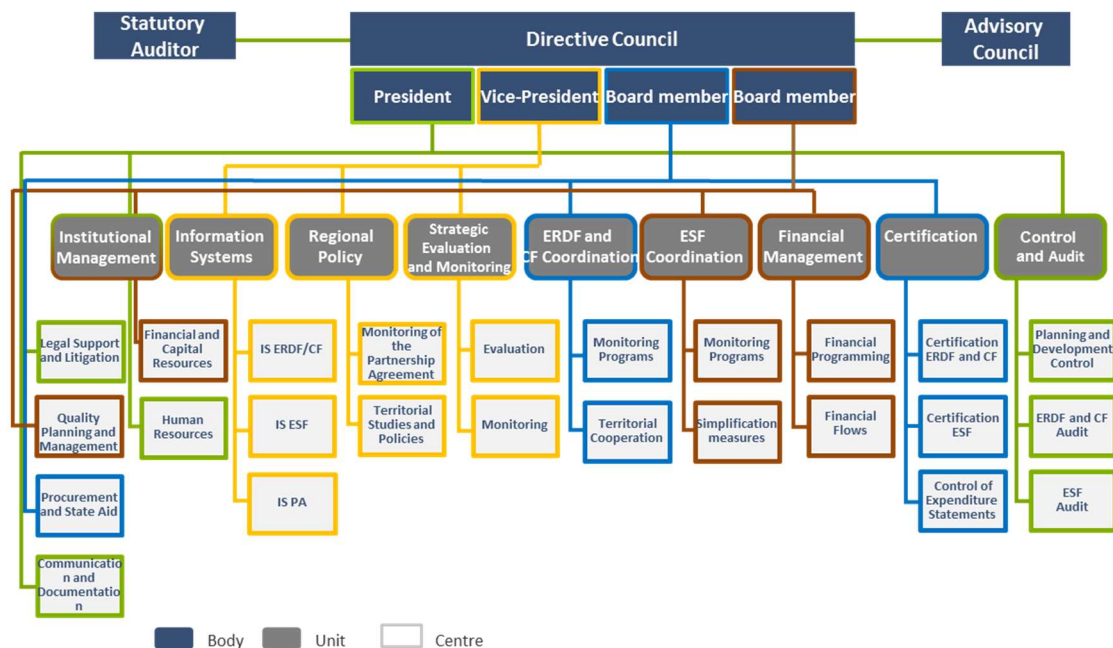 Statutory
Auditor
Directive Council
Advisory
Council
President
Vice-President
Board member
Board member
Institutional
Management
Information
Systems
Regional
Policy
Strategic
Evaluation
and Monitoring
ERDF and
CF Coordination
ESF
Coordination
Financial
Management
Certification
Control
and Audit
Legal Support
and Litigation
Financial and
Capital
Resources
IS ERDF/CF
Monitoring of
the
Partnership
Agreement
Evaluation
Monitoring
Programs
Monitoring
Programs
Financial
Programming
Certification
ERDF and CF
Planning and
Development
Control
Quality
Planning and
Management
Human
Resources
IS ESF
Territorial
Studies and
Policies
Monitoring
Territorial
Cooperation
Simplification
measures
Financial
Flows
Certification
ESF
ERDF and CF
Audit
Procurement
and State Aid
IS PA
Control of
Expenditure
Statements
ESF
Audit
Communicatio
n and
Documentatio
n
Body
Unit
Centre